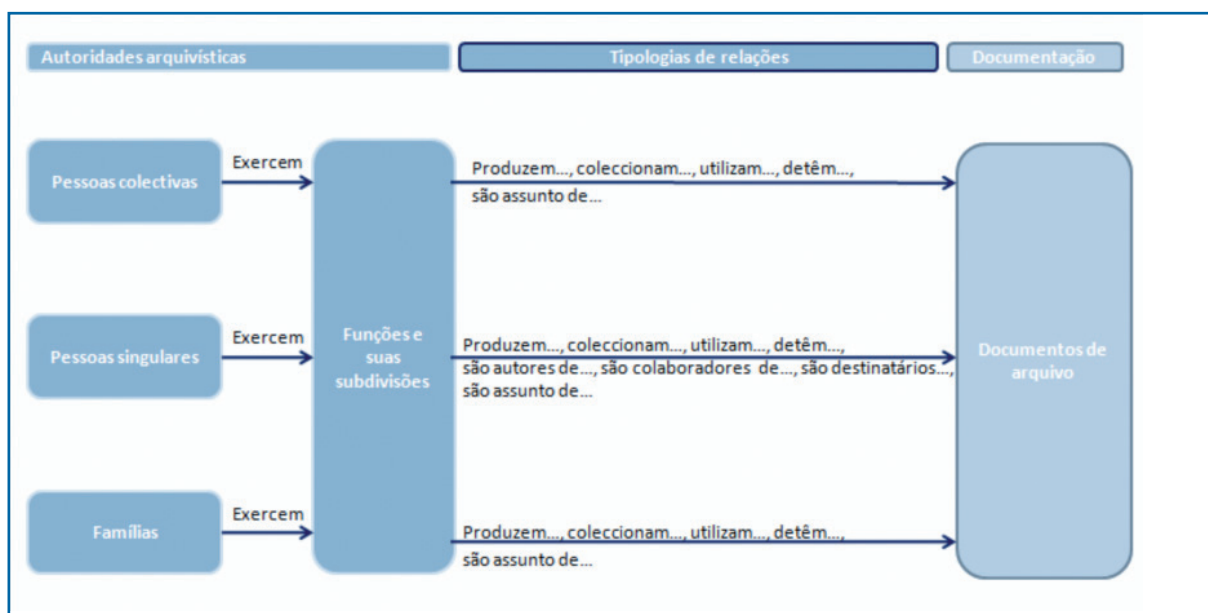 Autoridades arquivísticas
Tipologias de relações
Documentação
Pessoas colectivas
Exercem
Produzem..., coleccionam..., utilizam..., detêm...,
são assunto de...
Pessoas singulares
Exercem
Funções e
suas
subdivisões
Produzem..., coleccionam..., utilizam..., detêm...,
são autores de..., são colaboradores de..., são destinatários...,
são assunto de...
Documentos de
arquivo
Famílias
Exercem
Produzem..., coleccionam..., utilizam..., detêm...,
são assunto de...